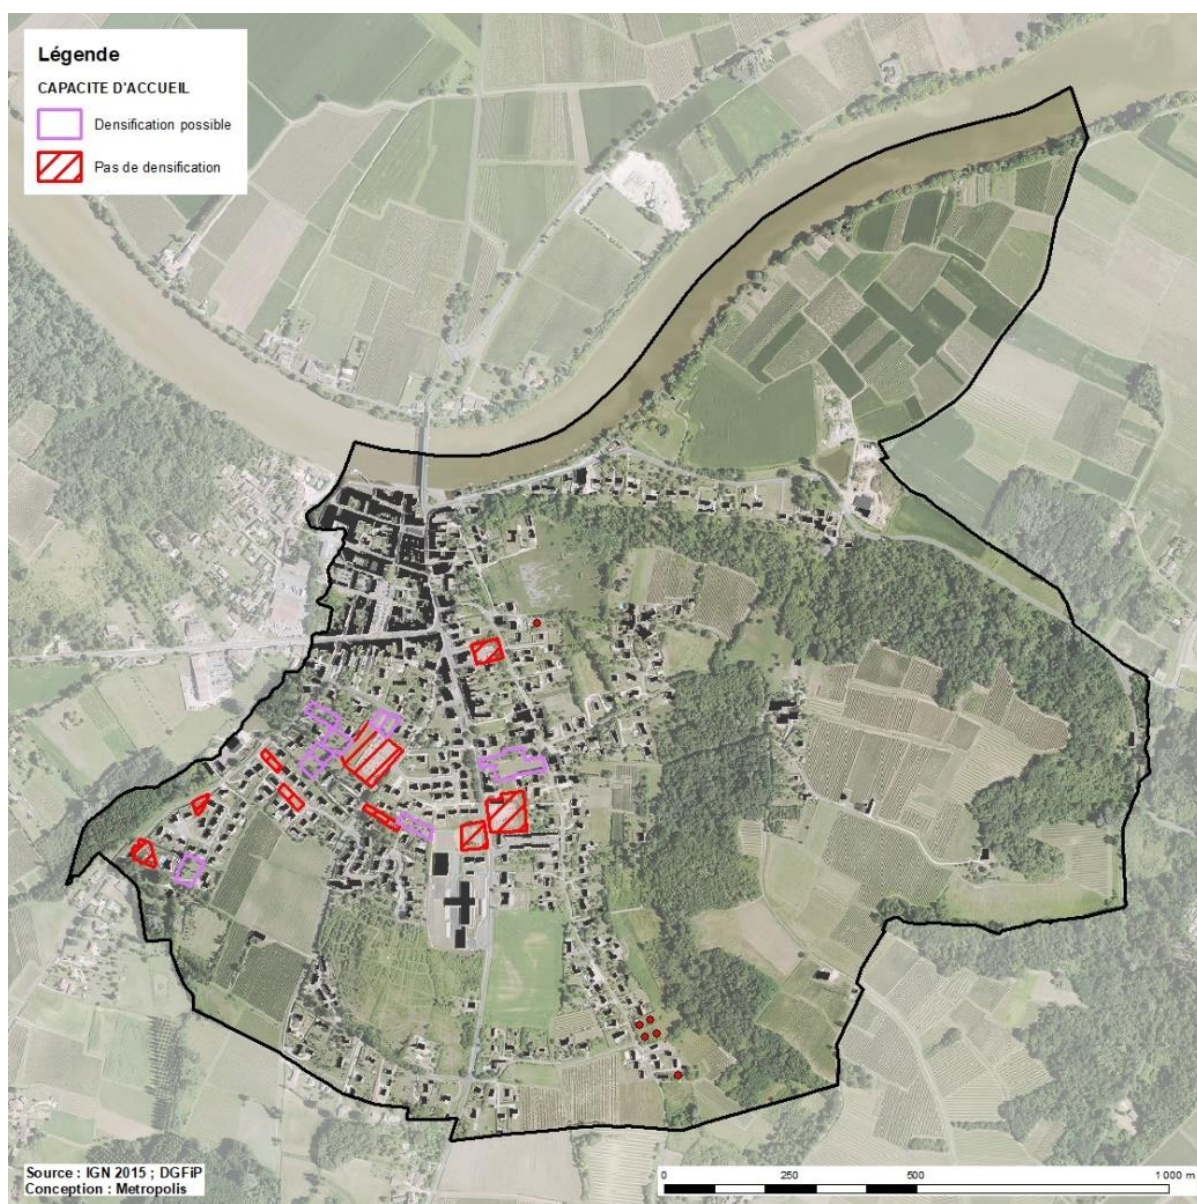 Légende
CAPACITE D'ACCUEIL
Densification possible
Pas de densification
Source : IGN 2015 ; DGFiP
Conception : Metropolis
0 250 500 1 000 m